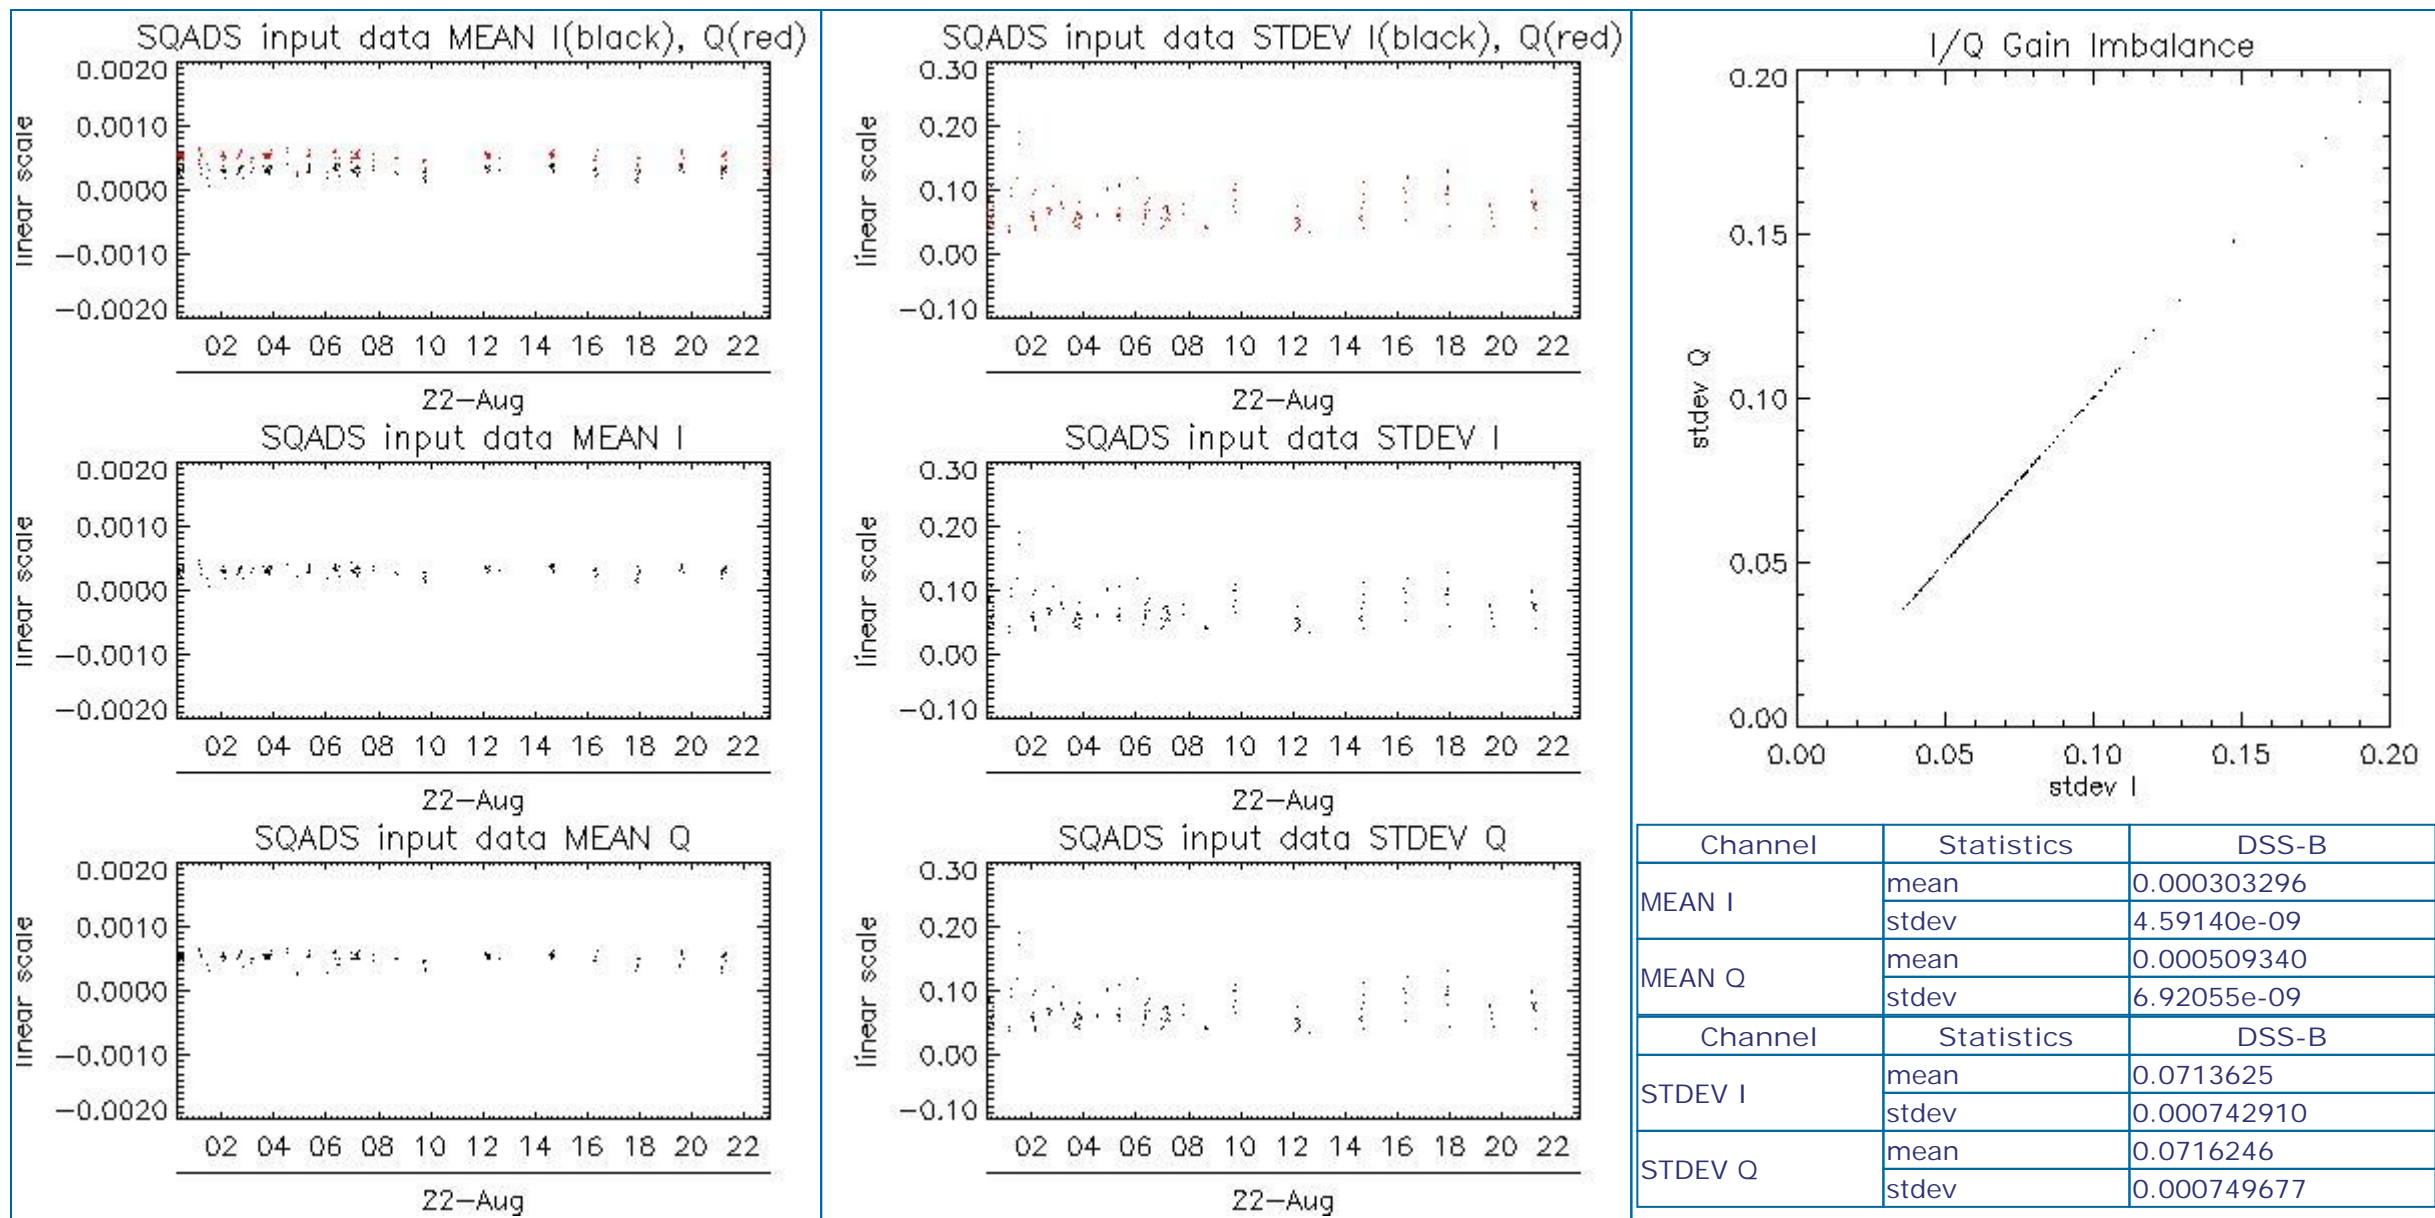 SQADS input data MEAN I(black), Q(red)
0.0020
0.0010
0.0000
-0.0010
-0.0020
linear scale
02 04 06 08 10 12 14 16 18 20 22
22-Aug
SQADS input data MEAN I
0.0020
0.0010
0.0000
-0.0010
-0.0020
linear scale
02 04 06 08 10 12 14 16 18 20 22
22-Aug
SQADS input data MEAN Q
0.0020
0.0010
0.0000
-0.0010
-0.0020
linear scale
02 04 06 08 10 12 14 16 18 20 22
22-Aug
SQADS input data STDEV I(black), Q(red)
0.30
0.20
0.10
0.00
-0.10
linear scale
02 04 06 08 10 12 14 16 18 20 22
22-Aug
SQADS input data STDEV I
0.30
0.20
0.10
0.00
-0.10
linear scale
02 04 06 08 10 12 14 16 18 20 22
22-Aug
SQADS input data STDEV Q
0.30
0.20
0.10
0.00
-0.10
linear scale
02 04 06 08 10 12 14 16 18 20 22
22-Aug
I/Q Gain Imbalance
0.20
0.15
0.10
0.05
0.00
stdev Q
0.00 0.05 0.10 0.15 0.20
stdev I
Channel Statistics DSS-B
MEAN I mean 0.000303296
stdev 4.59140e-09
MEAN Q mean 0.000509340
stdev 6.92055e-09
Channel Statistics DSS-B
STDEV I mean 0.0713625
stdev 0.000742910
STDEV Q mean 0.0716246
stdev 0.000749677